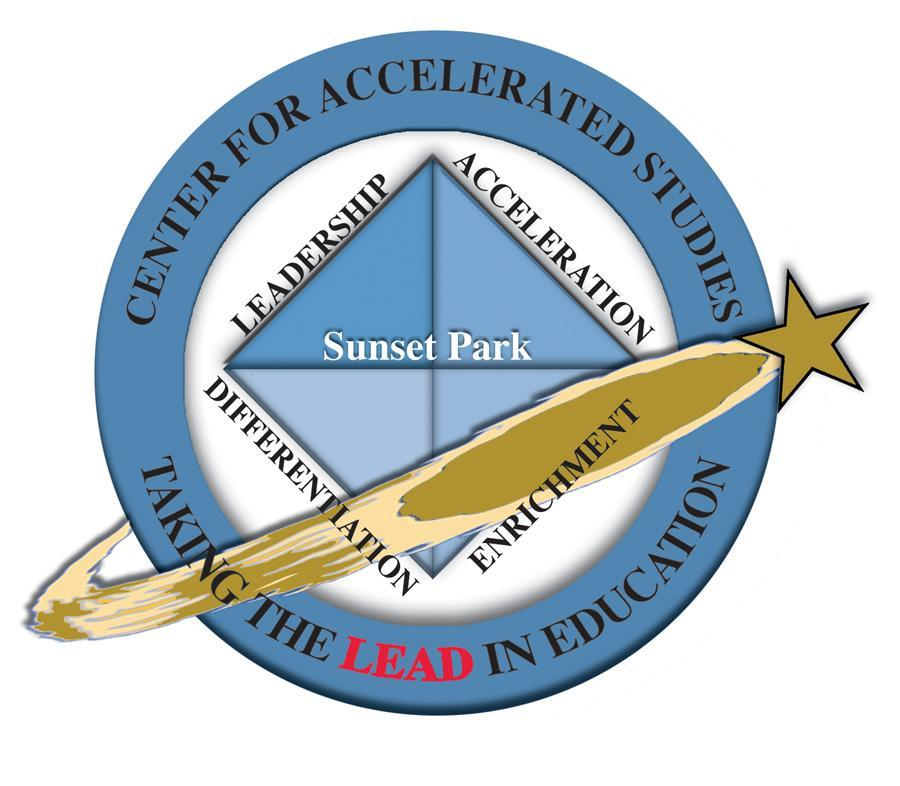 CENTER FOR ACCELERATED STUDIES
LEADERSHIP
ACCELERATION
Sunset Park
DIFFERENTIATION
ENRICHMENT
TAKING THE LEAD IN EDUCATION